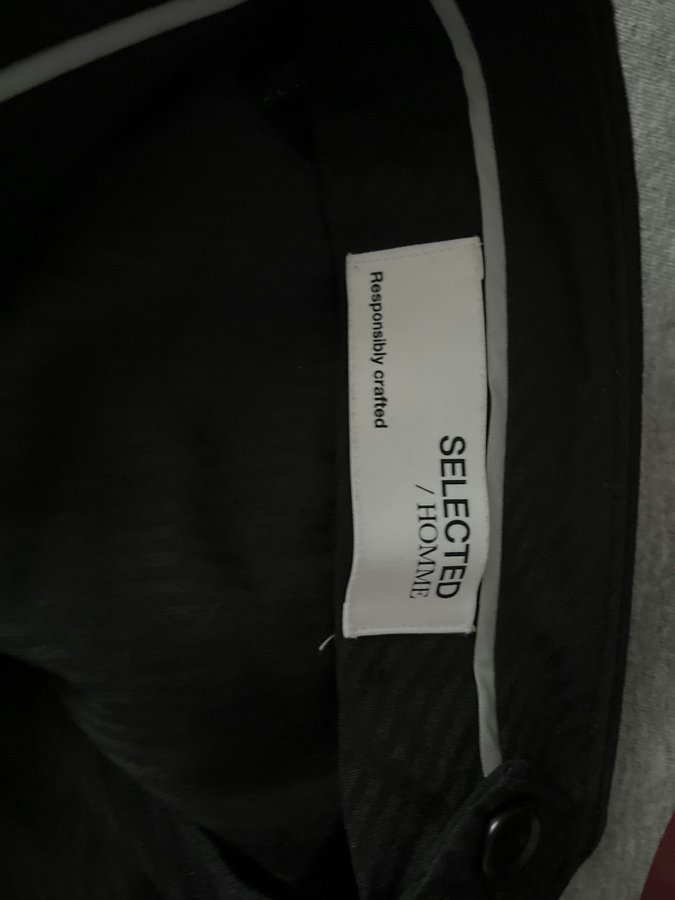 SELECTED
/ HOMME
Responsibly crafted